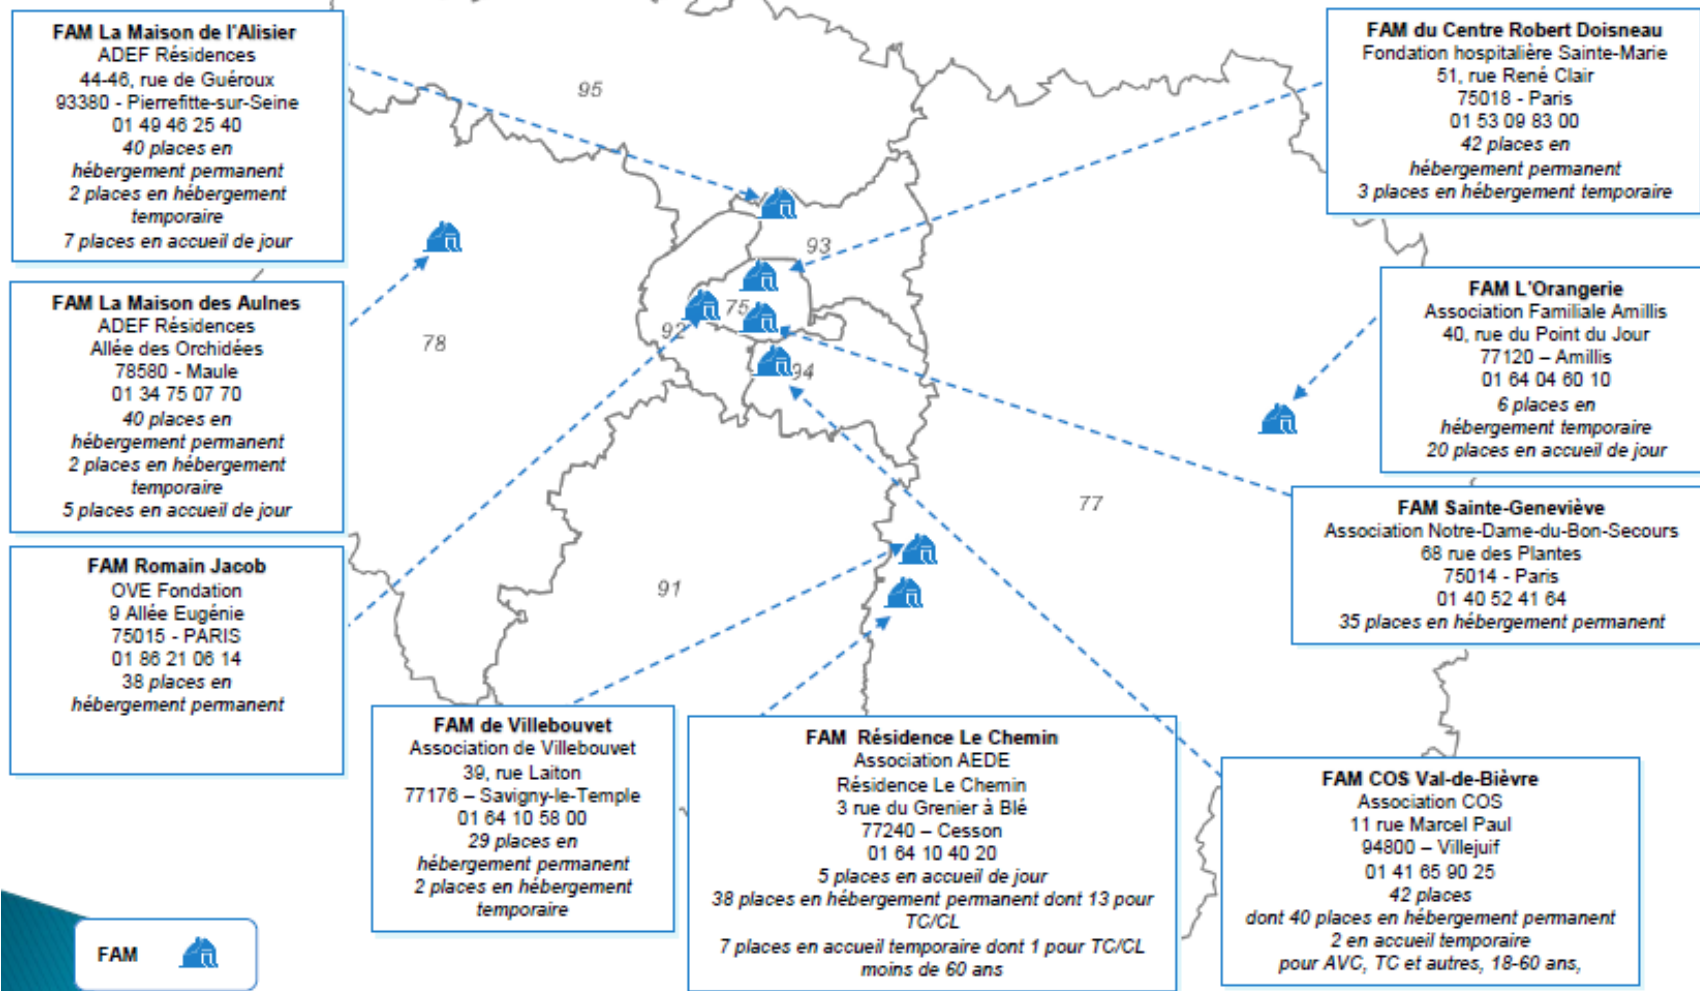 FAM La Maison de l'Alisier
ADEF Résidences
44-46, rue de Guéroux
93380 - Pierrefitte-sur-Seine
01 49 46 25 40
40 places en
hébergement permanent
2 places en hébergement
temporaire
7 places en accueil de jour
FAM La Maison des Aulnes
ADEF Résidences
Allée des Orchidées
78580 - Maule
01 34 75 07 70
40 places en
hébergement permanent
2 places en hébergement
temporaire
5 places en accueil de jour
FAM Romain Jacob
OVE Fondation
9 Allée Eugénie
75015 - PARIS
01 86 21 06 14
38 places en
hébergement permanent
95
93
75
92
78
94
77
91
FAM du Centre Robert Doisneau
Fondation hospitalière Sainte-Marie
51, rue René Clair
75018 - Paris
01 53 09 83 00
42 places en
hébergement permanent
3 places en hébergement temporaire
FAM L'Orangerie
Association Familiale Amillis
40, rue du Point du Jour
77120 – Amillis
01 64 04 60 10
6 places en
hébergement temporaire
20 places en accueil de jour
FAM Sainte-Geneviève
Association Notre-Dame-du-Bon-Secours
68 rue des Plantes
75014 - Paris
01 40 52 41 64
35 places en hébergement permanent
FAM de Villebouvet
Association de Villebouvet
39, rue Laiton
77176 – Savigny-le-Temple
01 64 10 58 00
29 places en
hébergement permanent
2 places en hébergement
temporaire
FAM Résidence Le Chemin
Association AEDE
Résidence Le Chemin
3 rue du Grenier à Blé
77240 – Cesson
01 64 10 40 20
5 places en accueil de jour
38 places en hébergement permanent dont 13 pour
TC/CL
7 places en accueil temporaire dont 1 pour TC/CL
moins de 60 ans
FAM COS Val-de-Bièvre
Association COS
11 rue Marcel Paul
94800 – Villejuif
01 41 65 90 25
42 places
dont 40 places en hébergement permanent
2 en accueil temporaire
pour AVC, TC et autres, 18-60 ans,
FAM